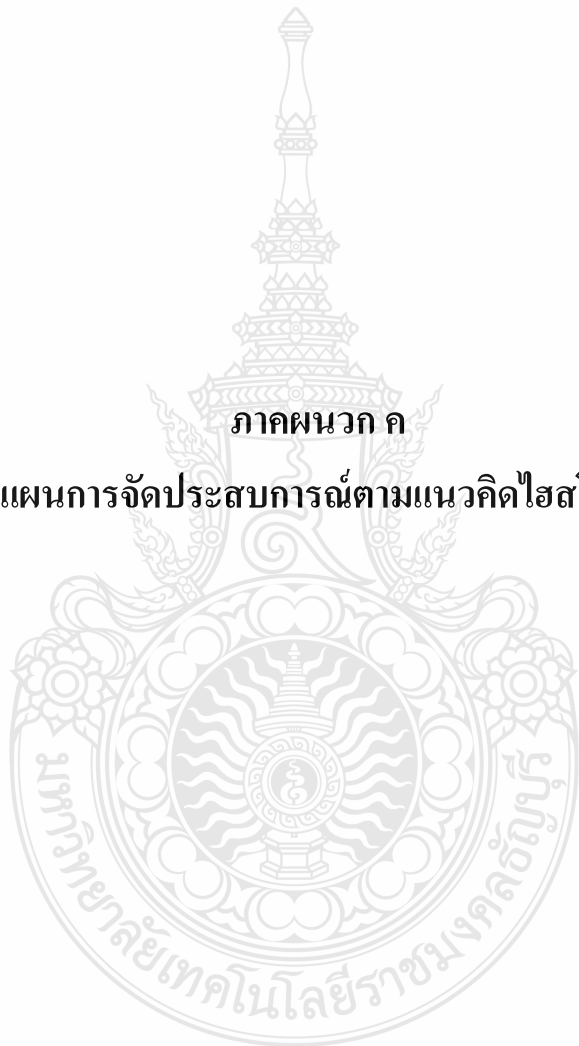 ภาคผนวก ค
แผนการจัดประสบการณ์ตามแนวคิดไฮส
มหาวิทยาลัยเทคโนโลยีราชมงคลธัญบุรี